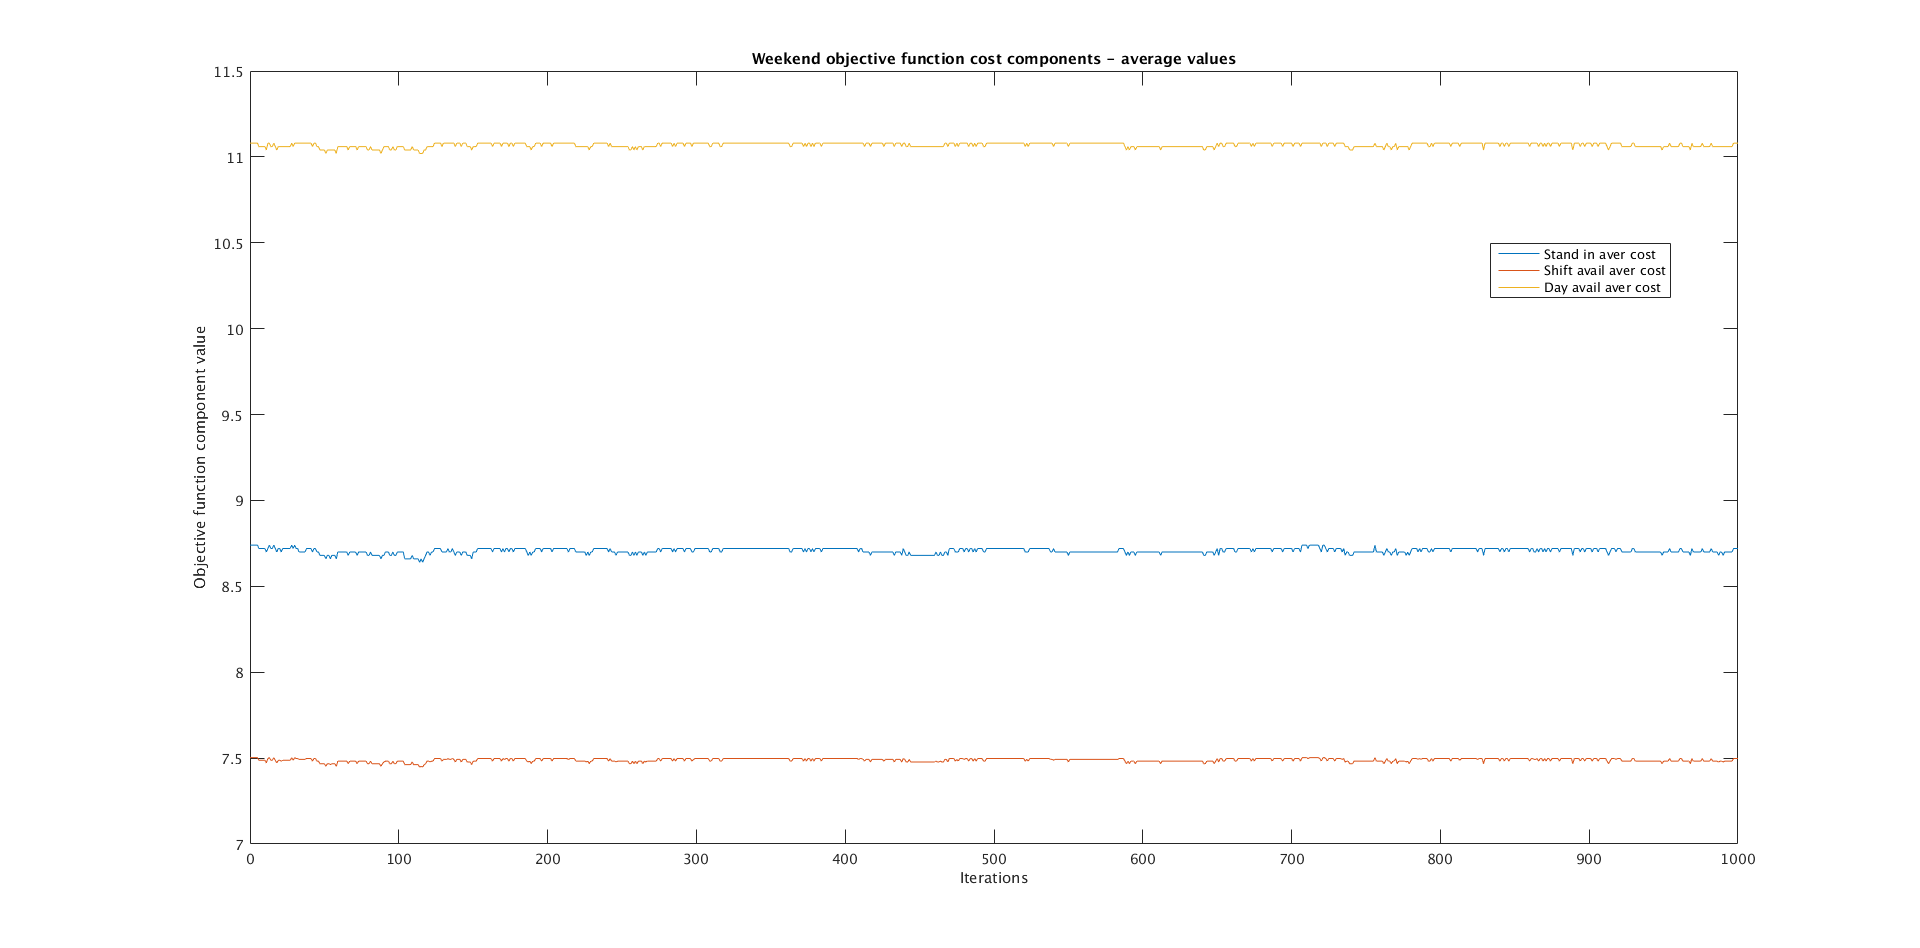 Weekend objective function cost components - average values
11.5
11
10.5
10
9.5
9
8.5
8
7.5
7
Objective function component value
Stand in aver cost
Shift avail aver cost
Day avail aver cost
0 100 200 300 400 500 600 700 800 900 1000
Iterations